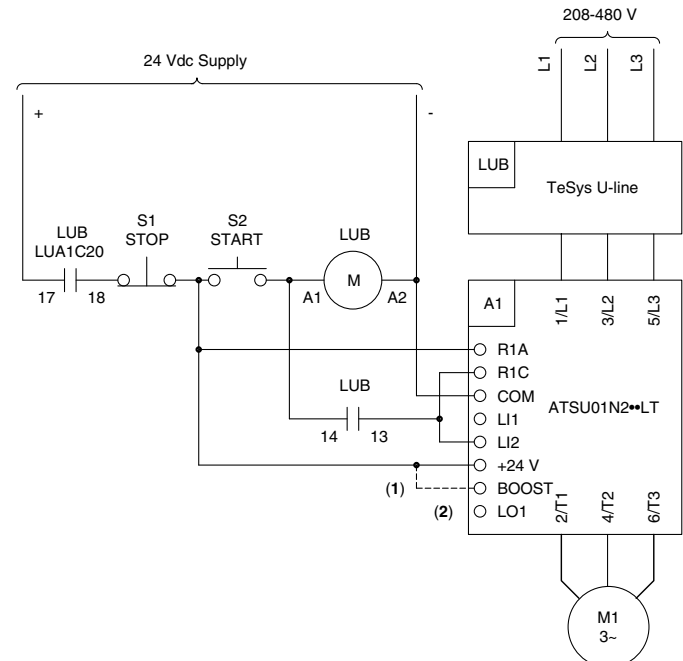 208-480 V
24 Vdc Supply
L1
L2
L3
+
-
LUB
TeSys U-line
LUB
LUA1C20
S1
STOP
S2
START
LUB
17
18
A1
M
A2
A1
1/L1
3/L2
5/L3
R1A
R1C
LUB
COM
ATSU01N2••LT
LI1
14
13
LI2
+24 V
(1)
BOOST
(2)
LO1
2/T1
4/T2
6/T3
M1
3~